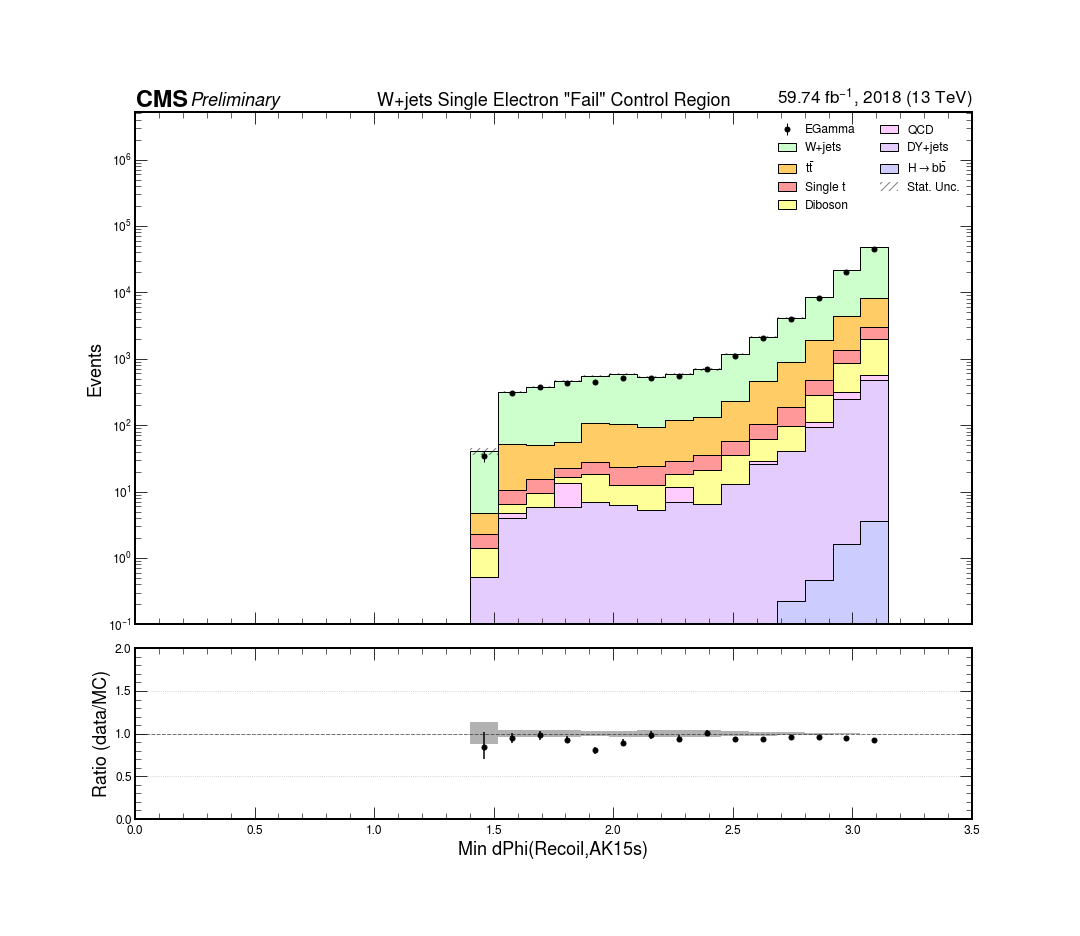 CMS Preliminary W+jets Single Electron "Fail" Control Region 59.74 fb⁻¹, 2018 (13 TeV)
EGamma QCD
W+jets DY+jets
tt̄ H→bb̄
Single t Stat. Unc.
Diboson
10⁶
10⁵
10⁴
10³
10²
10¹
10⁰
10⁻¹
Events
2.0
1.5
1.0
0.5
0.0
Ratio (data/MC)
0.0 0.5 1.0 1.5 2.0 2.5 3.0 3.5
Min dPhi(Recoil,AK15s)